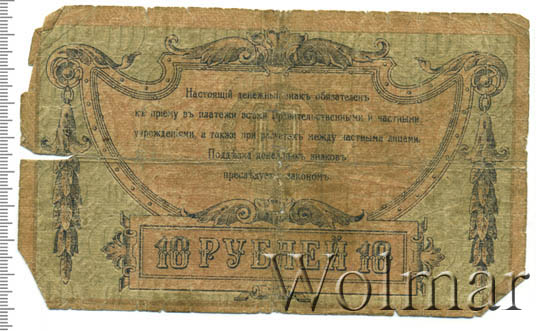 Настоящій денежный знакъ обязателенъ
къ пріему въ платежи всѣми Правительственными и частными
учрежденіями, а также при расчетахъ между частными лицами.
Поддѣлка денежныхъ знаковъ
преслѣдуется закономъ.
10 РУБЛЕЙ 10
Wolmar